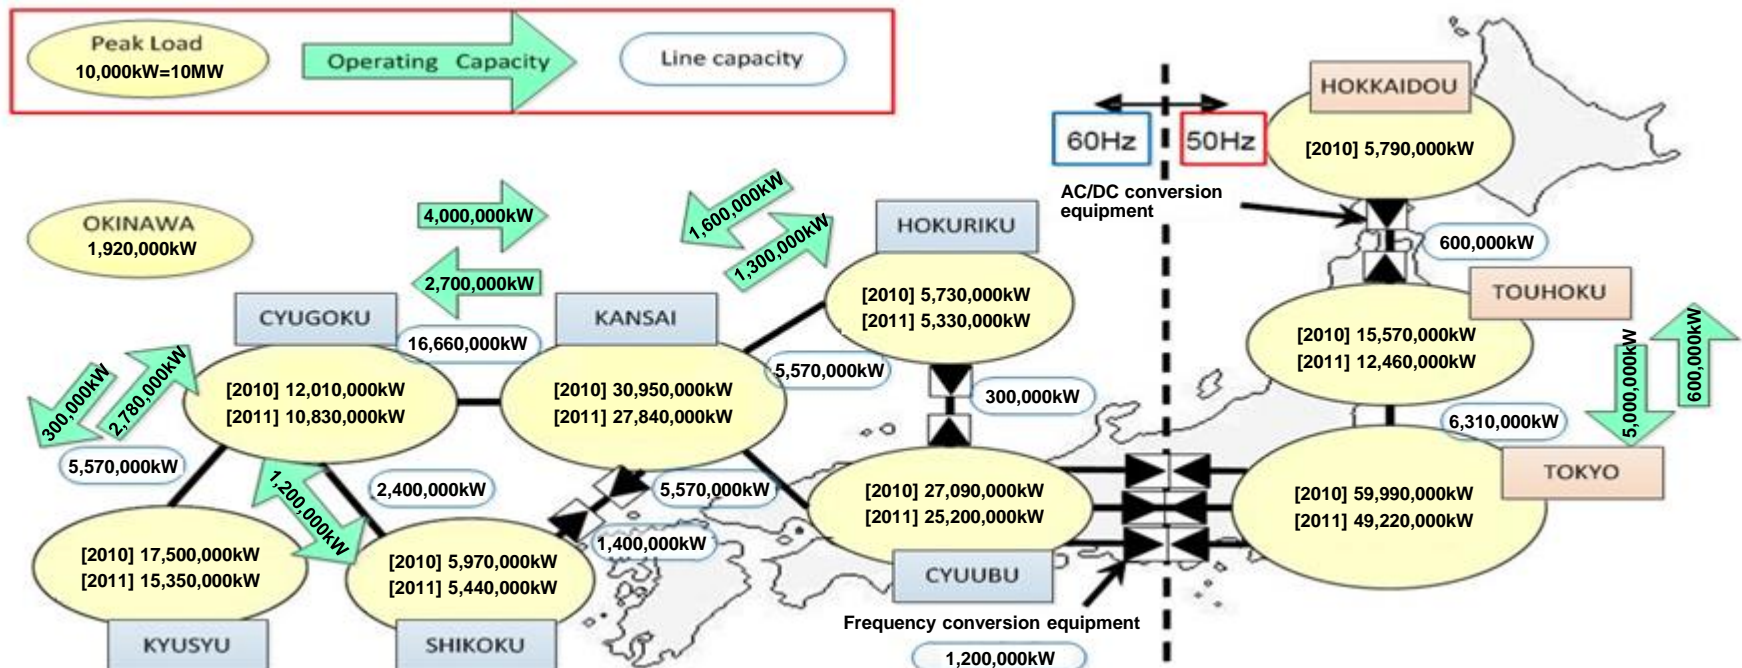 Peak Load
10,000kW=10MW
Operating Capacity
Line capacity
HOKKAIDOU
60Hz
50Hz
[2010] 5,790,000kW
AC/DC conversion
equipment
OKINAWA
1,920,000kW
4,000,000kW
2,700,000kW
1,600,000kW
1,300,000kW
HOKURIKU
600,000kW
[2010] 5,730,000kW
[2011] 5,330,000kW
TOUHOKU
CYUGOKU
KANSAI
16,660,000kW
5,570,000kW
[2010] 15,570,000kW
[2011] 12,460,000kW
5,000,000kW
600,000kW
300,000kW
2,780,000kW
[2010] 12,010,000kW
[2011] 10,830,000kW
[2010] 30,950,000kW
[2011] 27,840,000kW
300,000kW
6,310,000kW
5,570,000kW
TOKYO
1,200,000kW
2,400,000kW
5,570,000kW
[2010] 27,090,000kW
[2011] 25,200,000kW
[2010] 59,990,000kW
[2011] 49,220,000kW
1,400,000kW
[2010] 17,500,000kW
[2011] 15,350,000kW
[2010] 5,970,000kW
[2011] 5,440,000kW
CYUUBU
Frequency conversion equipment
KYUSYU
SHIKOKU
1,200,000kW